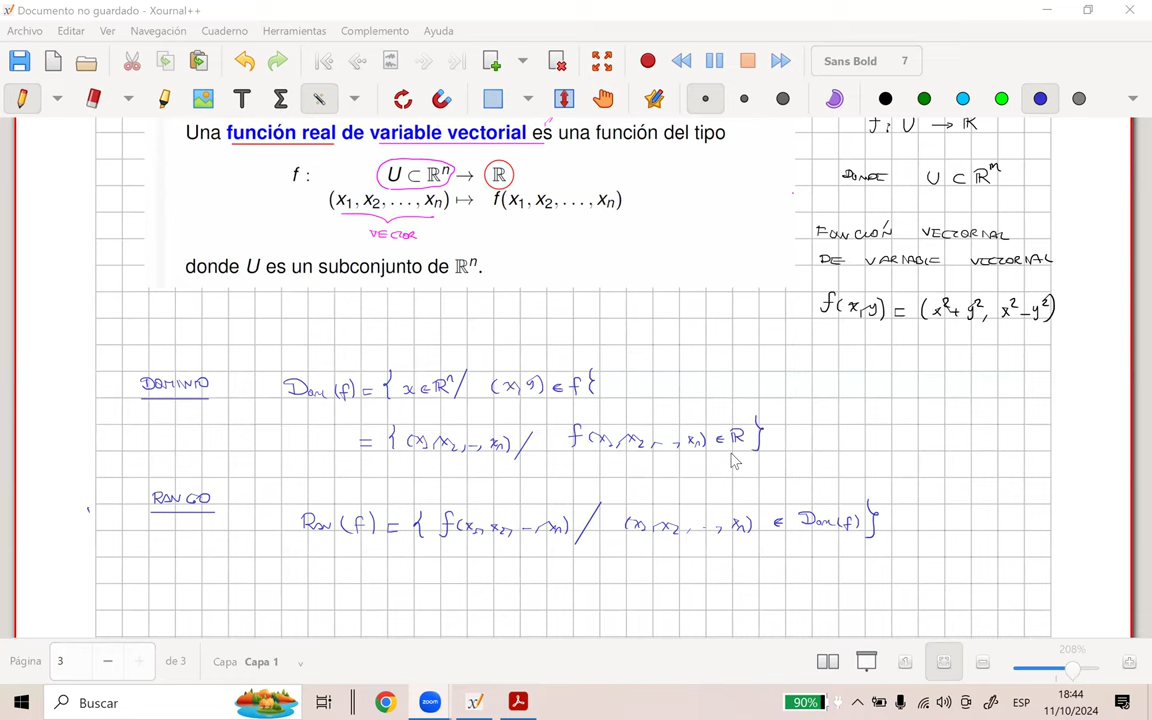 Documento no guardado - Xournal++
Archivo Editar Ver Navegación Cuaderno Herramientas Complemento Ayuda
Sans Bold 7
Una función real de variable vectorial es una función del tipo
f : U ⊂ ℝⁿ → ℝ
(x₁, x₂, . . . , xₙ) ↦ f(x₁, x₂, . . . , xₙ)
VECTOR
donde U es un subconjunto de ℝⁿ.
f: U → ℝ
DONDE U ⊂ ℝᵐ
FUNCIÓN VECTORIAL
DE VARIABLE VECTORIAL
f(x,y) = (x²+y², x²-y²)
DOMINIO Dom(f) = { x∈ℝⁿ / (x,y) ∈ f{
= { (x₁,x₂,..,xₙ) / f(x₁,x₂,..,xₙ) ∈ ℝ }
RANGO
Ran(f) = { f(x₁,x₂,..,xₙ) / (x₁,x₂,..,xₙ) ∈ Dom(f) }
Página 3 de 3 Capa Capa 1 208%
Buscar zoom 90% ESP 18:44
11/10/2024